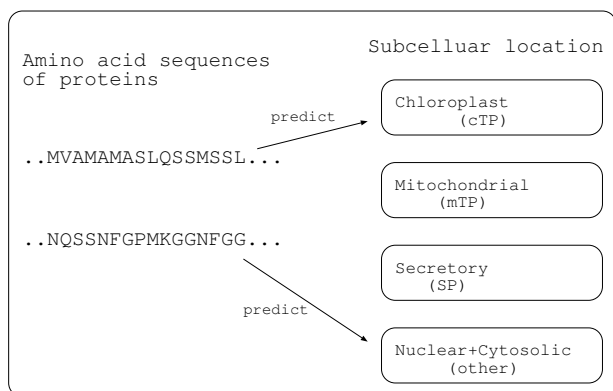 Amino acid sequences
of proteins
Subcelluar location
predict
Chloroplast
(cTP)
..MVAMAMASLQSSMSSL...
Mitochondrial
(mTP)
..NQSSNFGPMKGGNFGG...
Secretory
(SP)
predict
Nuclear+Cytosolic
(other)